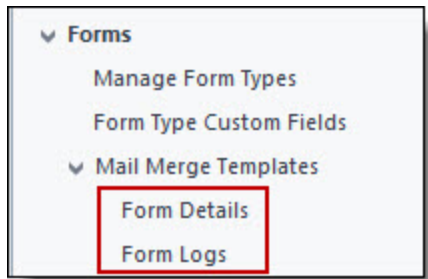 Forms
Manage Form Types
Form Type Custom Fields
Mail Merge Templates
Form Details
Form Logs